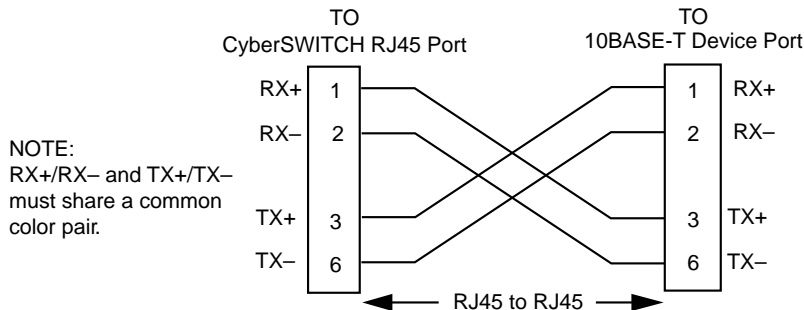 TO
CyberSWITCH RJ45 Port
TO
10BASE-T Device Port
RX+ 1 1 RX+
RX– 2 2 RX–
NOTE:
RX+/RX– and TX+/TX–
must share a common
color pair.
TX+ 3 3 TX+
TX– 6 6 TX–
RJ45 to RJ45